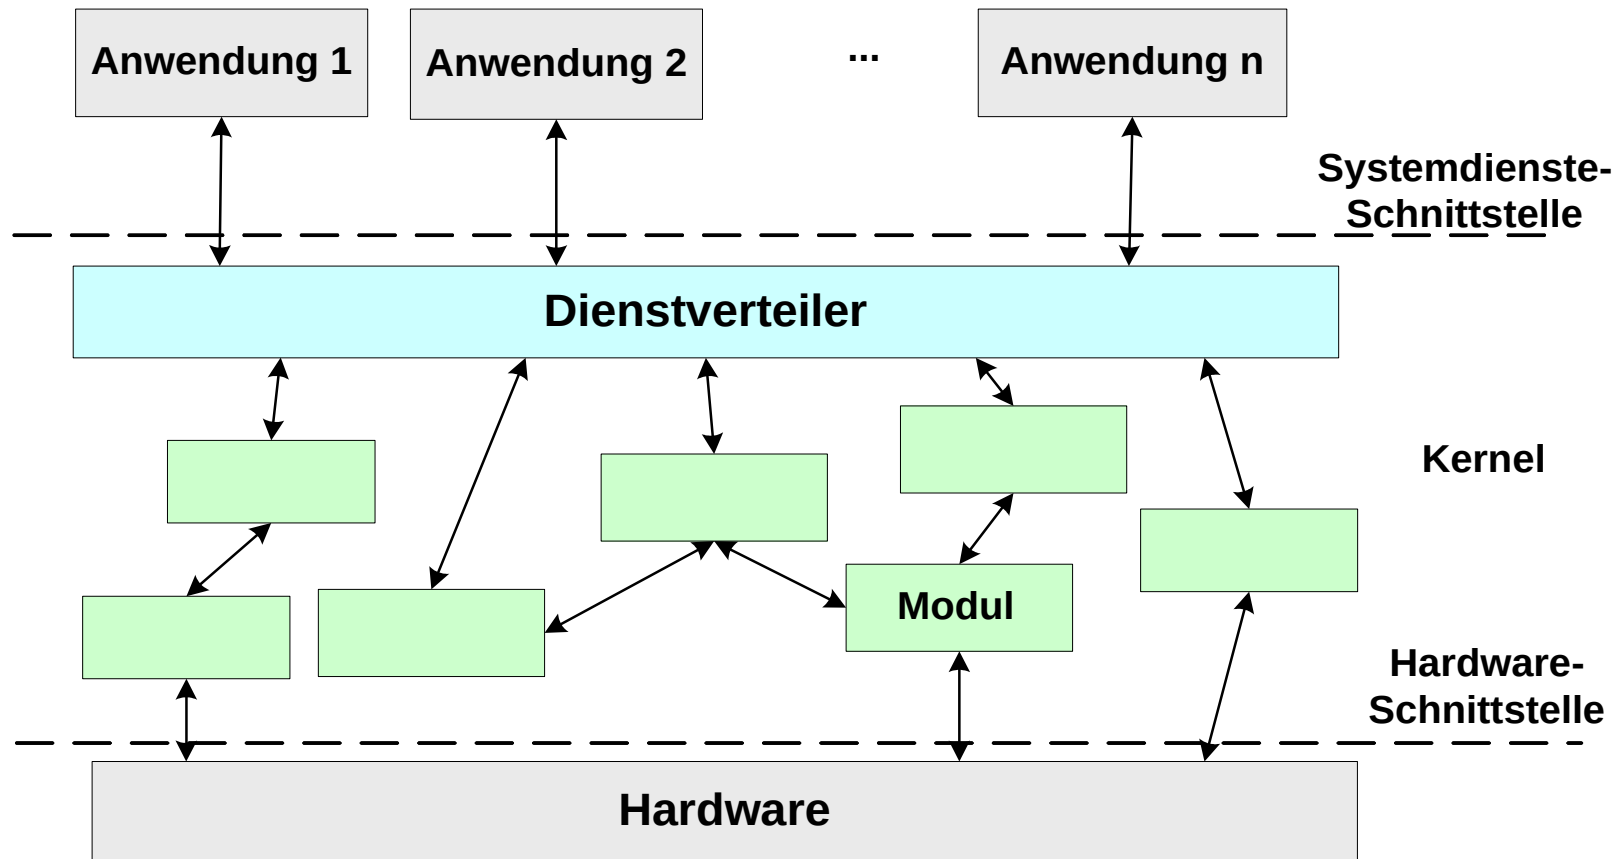 Anwendung 1
Anwendung 2
...
Anwendung n
Systemdienste-
Schnittstelle
Dienstverteiler
Kernel
Modul
Hardware-
Schnittstelle
Hardware